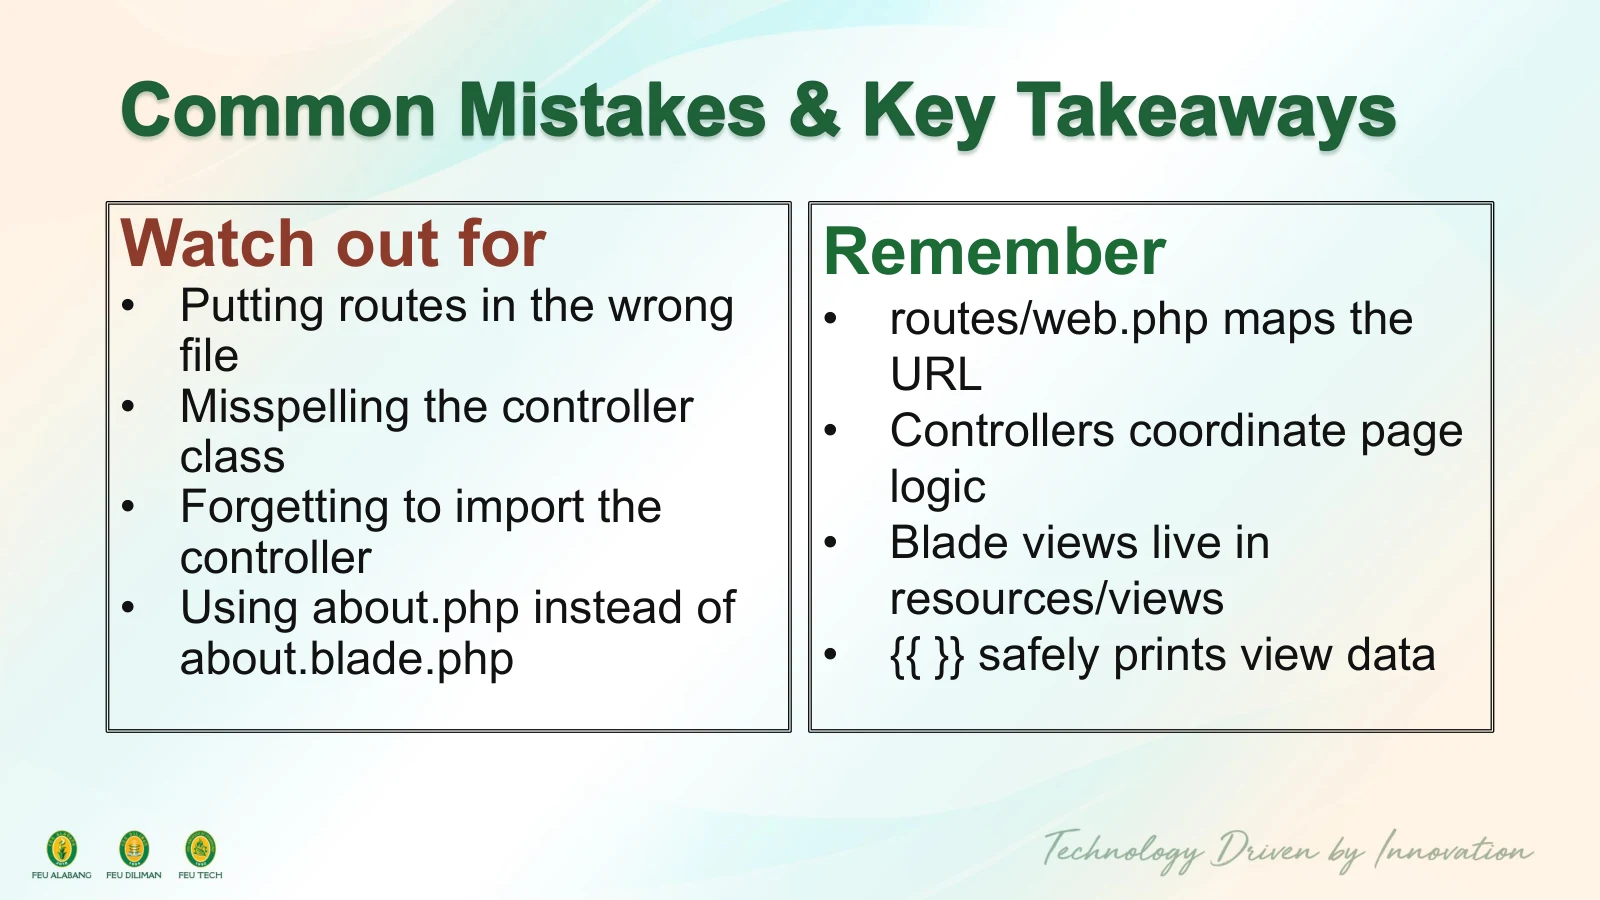 Common Mistakes & Key Takeaways
Watch out for
• Putting routes in the wrong
file
• Misspelling the controller
class
• Forgetting to import the
controller
• Using about.php instead of
about.blade.php
Remember
• routes/web.php maps the
URL
• Controllers coordinate page
logic
• Blade views live in
resources/views
• {{ }} safely prints view data
FEU ALABANG
FEU DILIMAN
FEU TECH
Technology Driven by Innovation